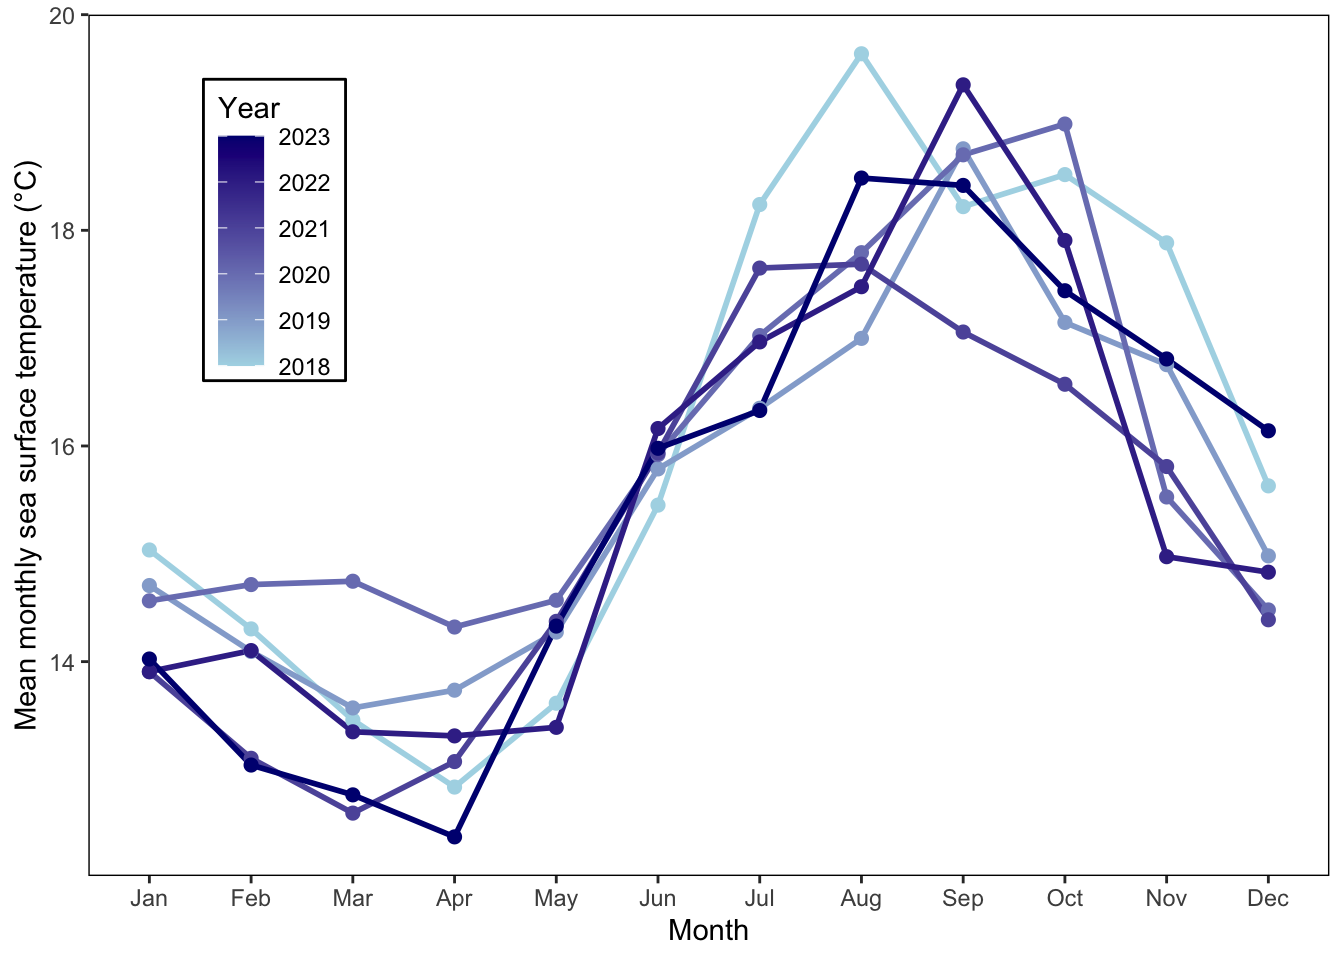 20
18
16
14
Mean monthly sea surface temperature (°C)
Year
2023
2022
2021
2020
2019
2018
Jan Feb Mar Apr May Jun Jul Aug Sep Oct Nov Dec
Month